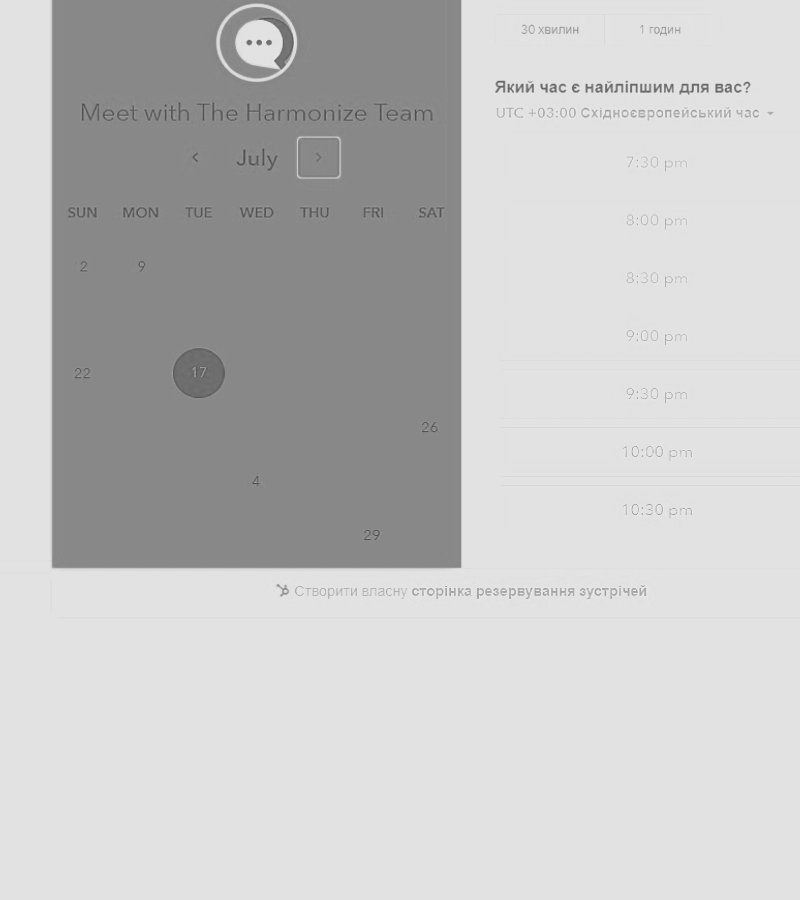 30 хвилин
1 годин
Meet with The Harmonize Team
July
SUN MON TUE WED THU FRI SAT
2 9
22 17
26
4
29
Який час є найліпшим для вас?
UTC +03:00 Східноєвропейський час
7:30 pm
8:00 pm
8:30 pm
9:00 pm
9:30 pm
10:00 pm
10:30 pm
Створити власну сторінка резервування зустрічей